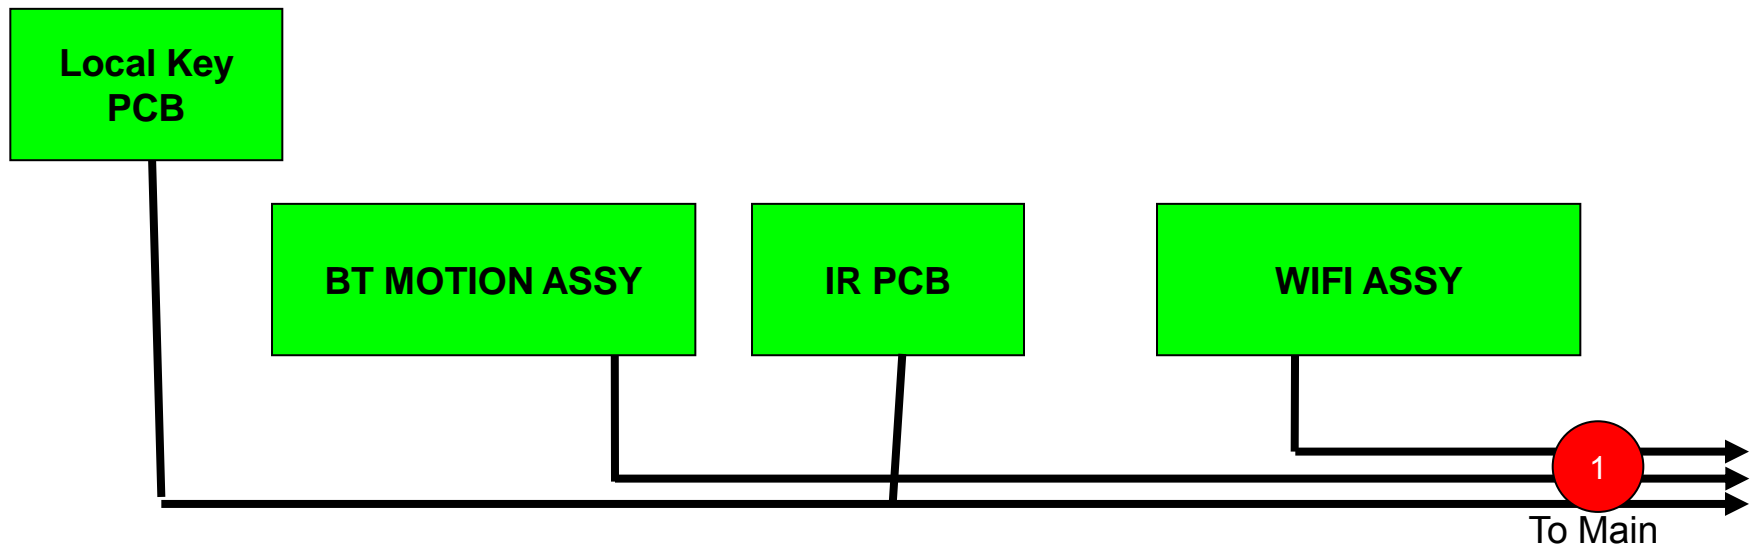 Local Key
PCB
BT MOTION ASSY
IR PCB
WIFI ASSY
1
To Main